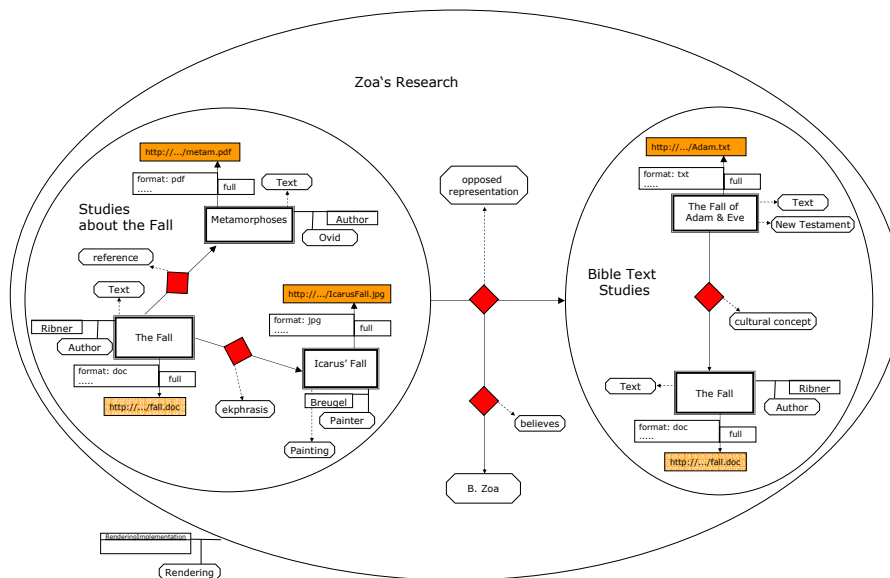 Zoa's Research
http://.../metam.pdf
format: pdf
.....
full
Text
Studies
about the Fall
Metamorphoses
Author
Ovid
reference
Text
http://.../IcarusFall.jpg
format: jpg
.....
full
Ribner
Author
The Fall
format: doc
.....
full
http://.../fall.doc
ekphrasis
Icarus' Fall
Breugel
Painter
Painting
opposed
representation
believes
B. Zoa
http://.../Adam.txt
format: txt
.....
full
The Fall of
Adam & Eve
Text
New Testament
Bible Text
Studies
cultural concept
Text
The Fall
Ribner
Author
format: doc
.....
full
http://.../fall.doc
RenderingImplementation
Rendering